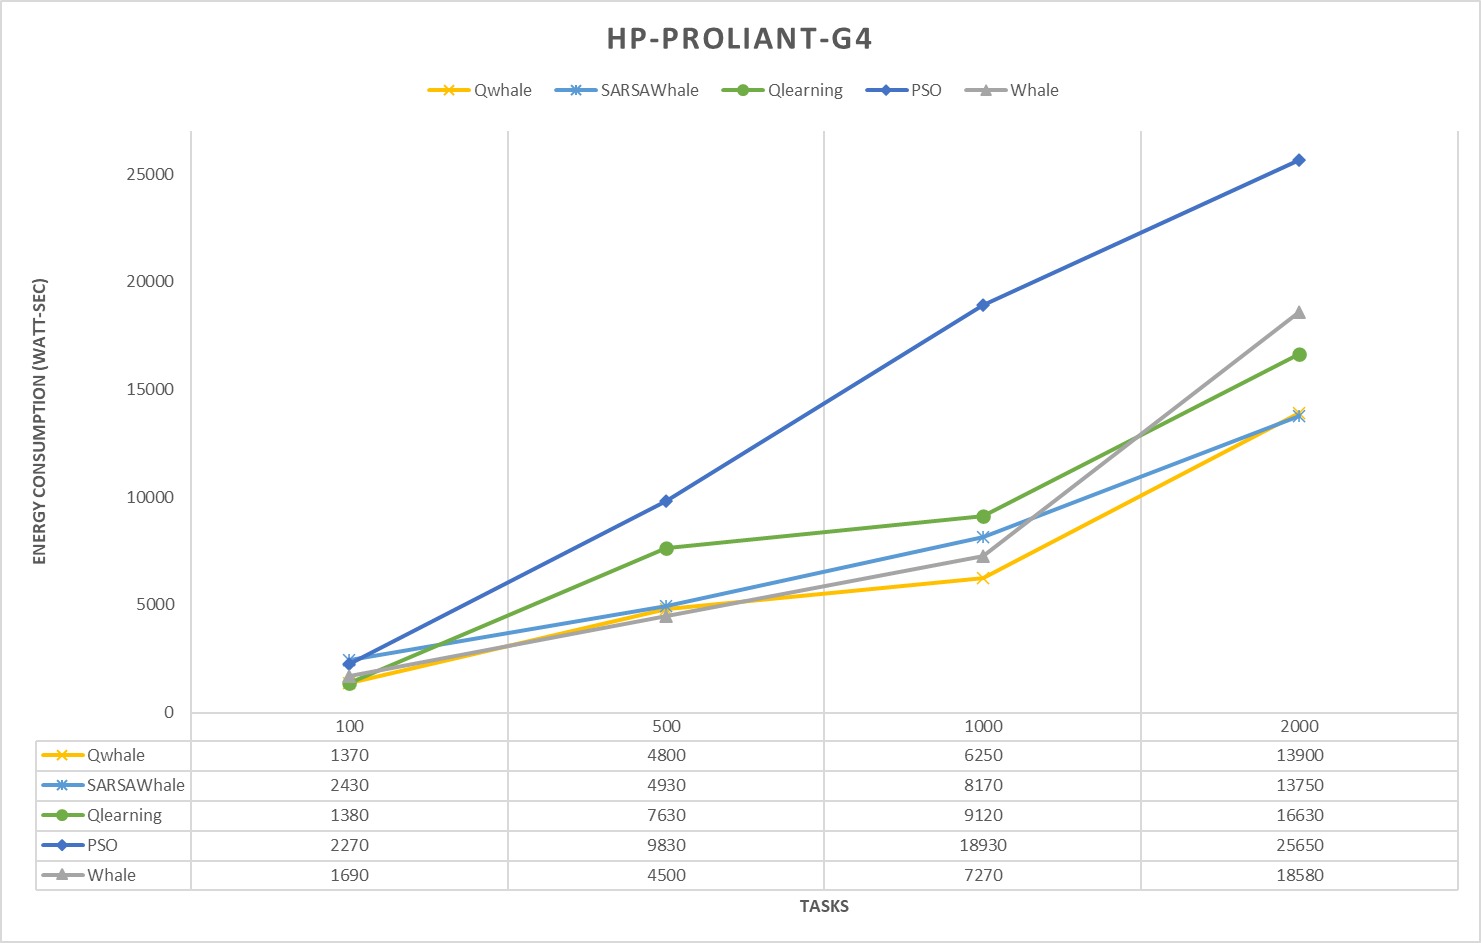 HP-PROLIANT-G4
Qwhale SARSAWhale Qlearning PSO Whale
ENERGY CONSUMPTION (WATT-SEC)
25000
20000
15000
10000
5000
0
100 500 1000 2000
Qwhale 1370 4800 6250 13900
SARSAWhale 2430 4930 8170 13750
Qlearning 1380 7630 9120 16630
PSO 2270 9830 18930 25650
Whale 1690 4500 7270 18580
TASKS